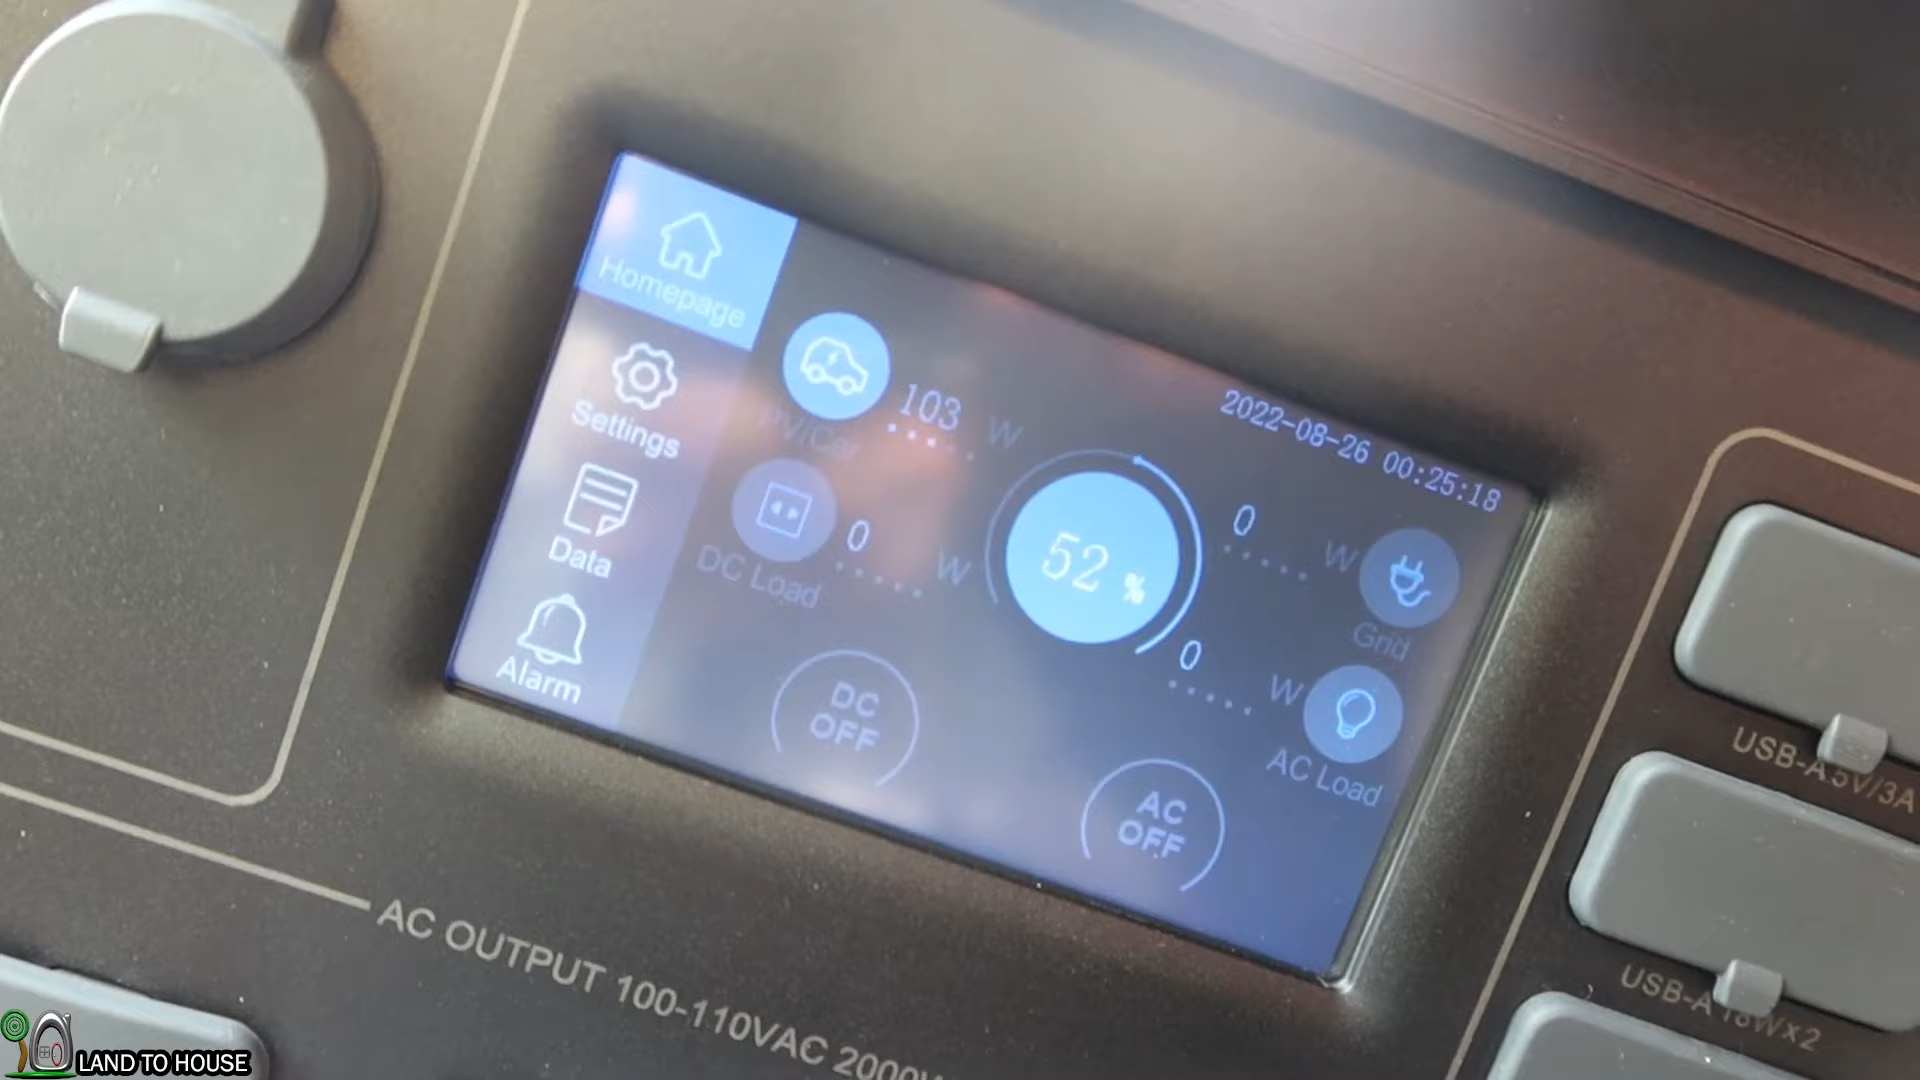 Homepage
Settings
Data
Alarm
PV/Car
103 W
DC Load
0 W
2022-08-26 00:25:18
52 %
0 W
Grid
0 W
AC Load
DC
OFF
AC
OFF
AC OUTPUT 100-110VAC 2000W
USB-A 5V/3A
USB-A 18W×2
LAND TO HOUSE